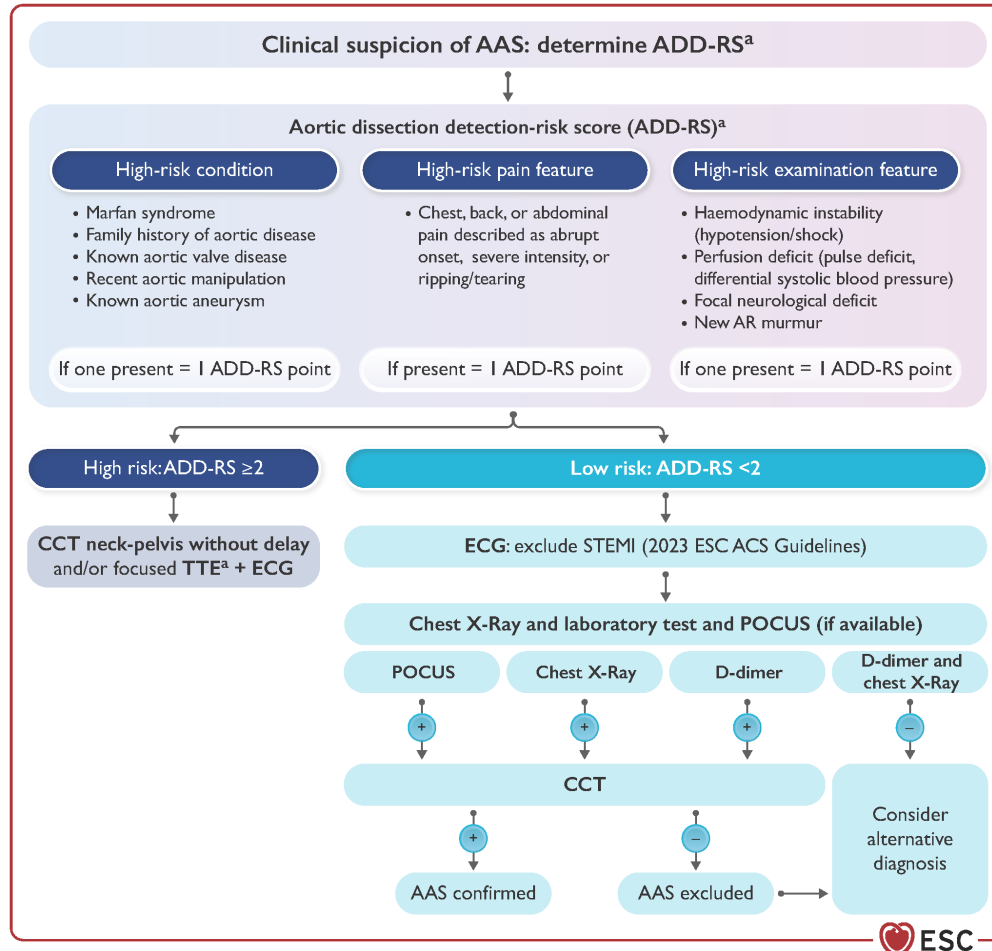 Clinical suspicion of AAS: determine ADD-RSᵃ
Aortic dissection detection-risk score (ADD-RS)ᵃ
High-risk condition
• Marfan syndrome
• Family history of aortic disease
• Known aortic valve disease
• Recent aortic manipulation
• Known aortic aneurysm
If one present = 1 ADD-RS point
High-risk pain feature
• Chest, back, or abdominal
pain described as abrupt
onset, severe intensity, or
ripping/tearing
If present = 1 ADD-RS point
High-risk examination feature
• Haemodynamic instability
(hypotension/shock)
• Perfusion deficit (pulse deficit,
differential systolic blood pressure)
• Focal neurological deficit
• New AR murmur
If one present = 1 ADD-RS point
High risk: ADD-RS ≥2
CCT neck-pelvis without delay
and/or focused TTEᵃ + ECG
Low risk: ADD-RS <2
ECG: exclude STEMI (2023 ESC ACS Guidelines)
Chest X-Ray and laboratory test and POCUS (if available)
POCUS
Chest X-Ray
D-dimer
D-dimer and
chest X-Ray
+
+
+
–
CCT
+
–
AAS confirmed
AAS excluded
Consider
alternative
diagnosis
ESC